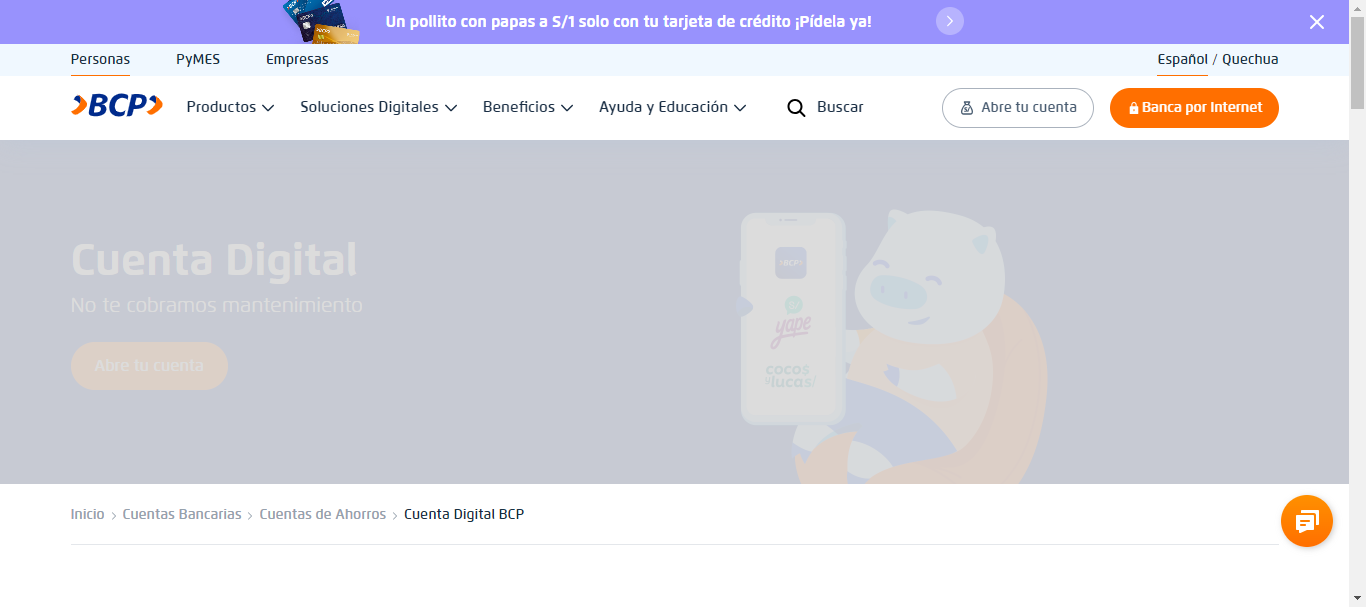 Un pollito con papas a S/1 solo con tu tarjeta de crédito ¡Pídela ya!
Personas PyMES Empresas Español / Quechua
BCP Productos Soluciones Digitales Beneficios Ayuda y Educación Buscar Abre tu cuenta Banca por Internet
Cuenta Digital
No te cobramos mantenimiento
Abre tu cuenta
BCP
yape
cocos
y lucas!
Inicio > Cuentas Bancarias > Cuentas de Ahorros > Cuenta Digital BCP